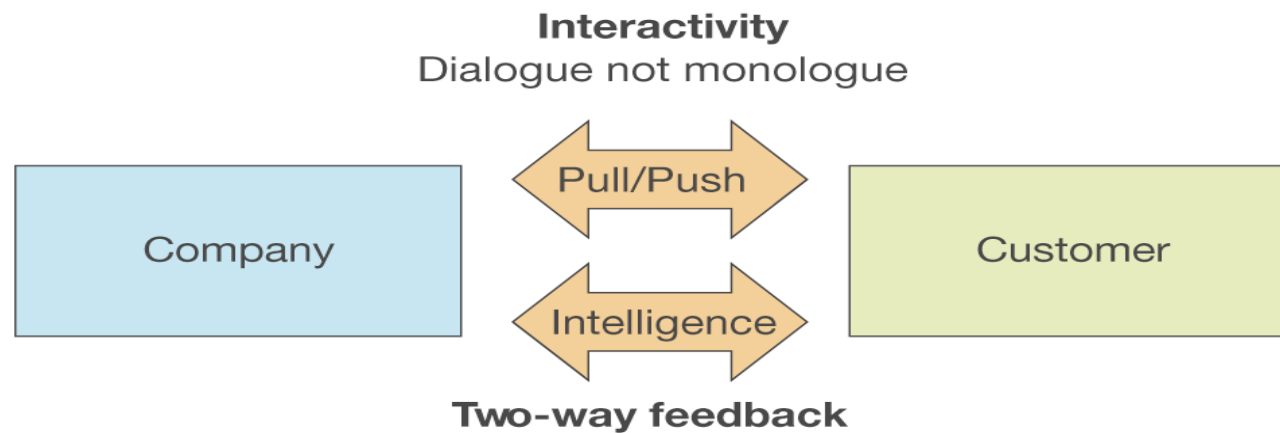 Interactivity
Dialogue not monologue
Pull/Push
Company
Customer
Intelligence
Two-way feedback